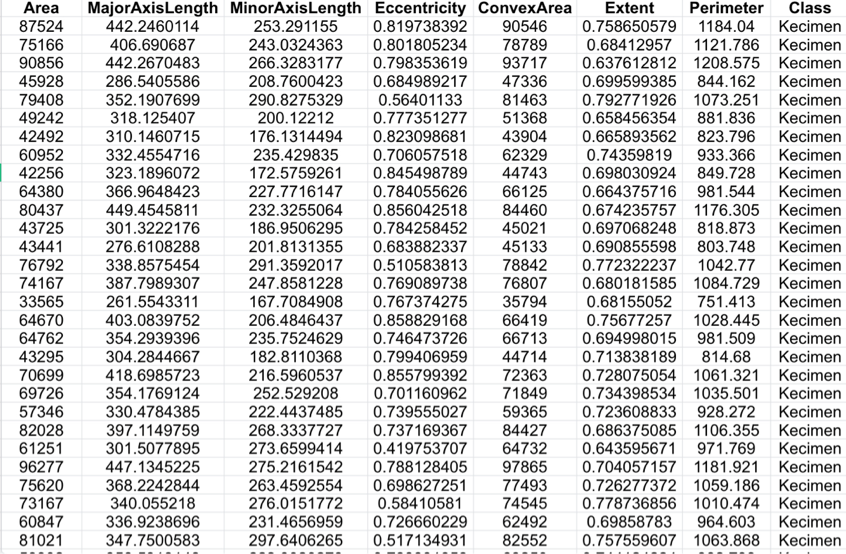 Area MajorAxisLength MinorAxisLength Eccentricity ConvexArea Extent Perimeter Class
87524 442.2460114 253.291155 0.819738392 90546 0.758650579 1184.04 Kecimen
75166 406.690687 243.0324363 0.801805234 78789 0.68412957 1121.786 Kecimen
90856 442.2670483 266.3283177 0.798353619 93717 0.637612812 1208.575 Kecimen
45928 286.5405586 208.7600423 0.684989217 47336 0.699599385 844.162 Kecimen
79408 352.1907699 290.8275329 0.56401133 81463 0.792771926 1073.251 Kecimen
49242 318.125407 200.12212 0.777351277 51368 0.658456354 881.836 Kecimen
42492 310.1460715 176.1314494 0.823098681 43904 0.665893562 823.796 Kecimen
60952 332.4554716 235.429835 0.706057518 62329 0.74359819 933.366 Kecimen
42256 323.1896072 172.5759261 0.845498789 44743 0.698030924 849.728 Kecimen
64380 366.9648423 227.7716147 0.784055626 66125 0.664375716 981.544 Kecimen
80437 449.4545811 232.3255064 0.856042518 84460 0.674235757 1176.305 Kecimen
43725 301.3222176 186.9506295 0.784258452 45021 0.697068248 818.873 Kecimen
43441 276.6108288 201.8131355 0.683882337 45133 0.690855598 803.748 Kecimen
76792 338.8575454 291.3592017 0.510583813 78842 0.772322237 1042.77 Kecimen
74167 387.7989307 247.8581228 0.769089738 76807 0.680181585 1084.729 Kecimen
33565 261.5543311 167.7084908 0.767374275 35794 0.68155052 751.413 Kecimen
64670 403.0839752 206.4846437 0.858829168 66419 0.75677257 1028.445 Kecimen
64762 354.2939396 235.7524629 0.746473726 66713 0.694998015 981.509 Kecimen
43295 304.2844667 182.8110368 0.799406959 44714 0.713838189 814.68 Kecimen
70699 418.6985723 216.5960537 0.855799392 72363 0.728075054 1061.321 Kecimen
69726 354.1769124 252.529208 0.701160962 71849 0.734398534 1035.501 Kecimen
57346 330.4784385 222.4437485 0.739555027 59365 0.723608833 928.272 Kecimen
82028 397.1149759 268.3337727 0.737169367 84427 0.686375085 1106.355 Kecimen
61251 301.5077895 273.6599414 0.419753707 64732 0.643595671 971.769 Kecimen
96277 447.1345225 275.2161542 0.788128405 97865 0.704057157 1181.921 Kecimen
75620 368.2242844 263.4592554 0.698627251 77493 0.726277372 1059.186 Kecimen
73167 340.055218 276.0151772 0.58410581 74545 0.778736856 1010.474 Kecimen
60847 336.9238696 231.4656959 0.726660229 62492 0.69858783 964.603 Kecimen
81021 347.7500583 297.6406265 0.517134931 82552 0.757559607 1063.868 Kecimen